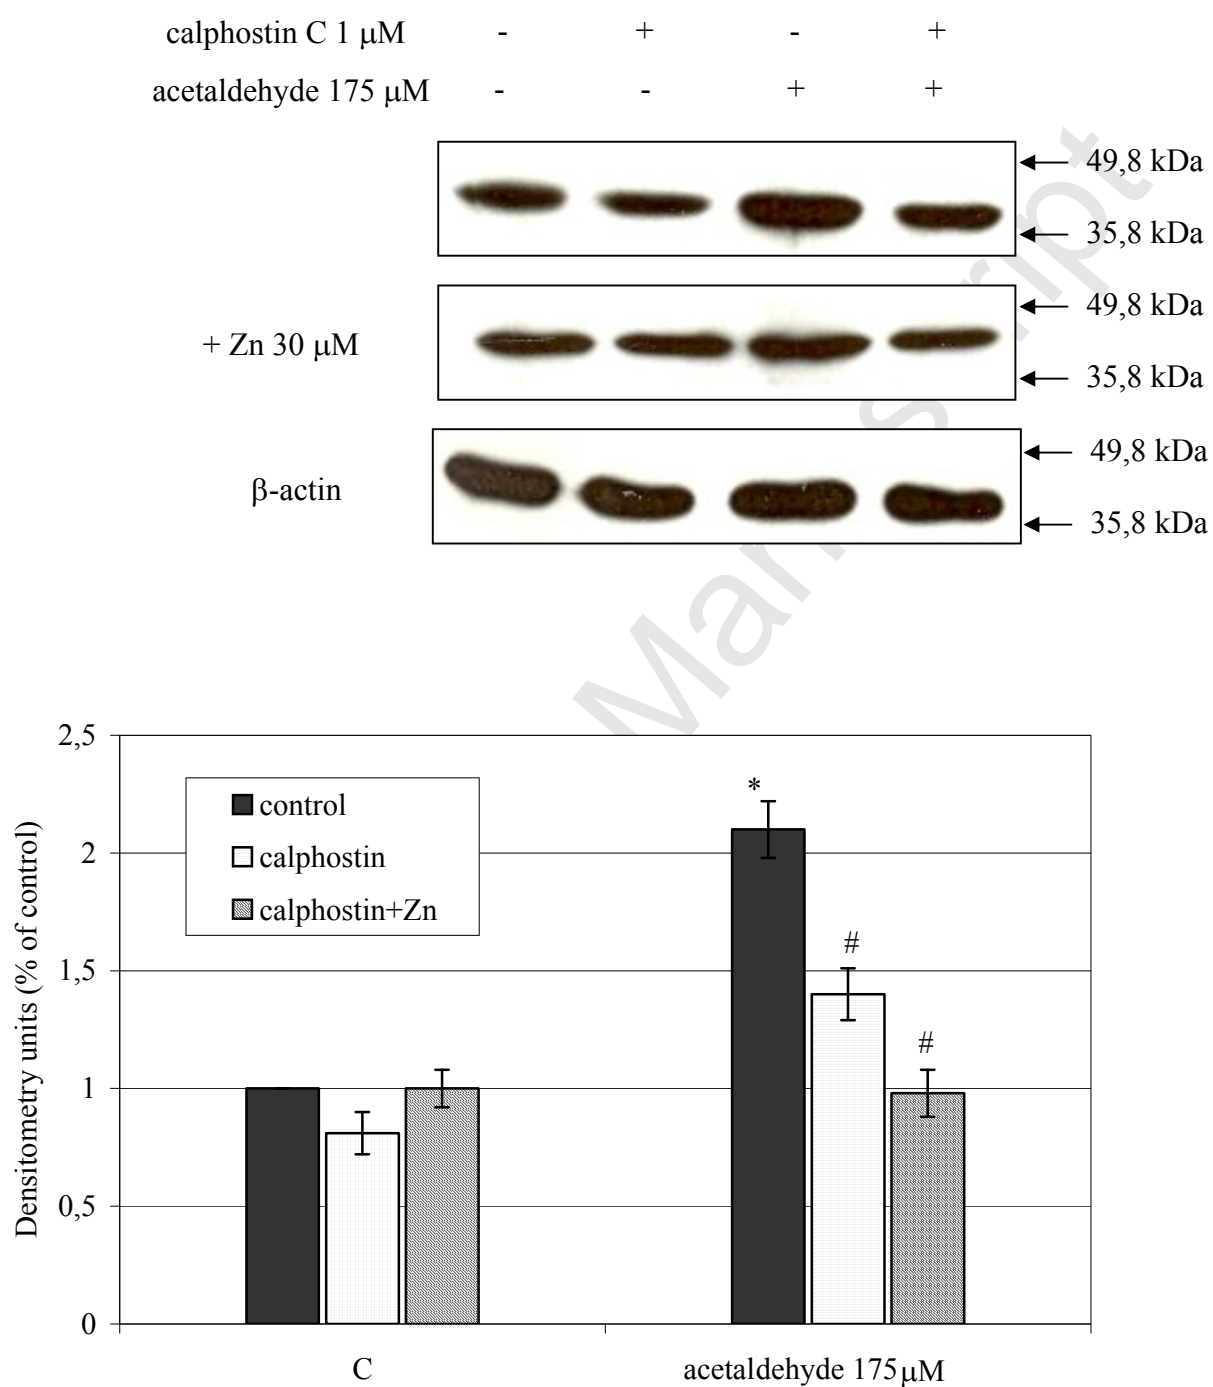 calphostin C 1 μM - + - +
acetaldehyde 175 μM - - + +
49,8 kDa
35,8 kDa
+ Zn 30 μM
49,8 kDa
35,8 kDa
β-actin
49,8 kDa
35,8 kDa
Manuscript
Densitometry units (% of control)
2,5
2
1,5
1
0,5
0
control
calphostin
calphostin+Zn
*
#
#
C
acetaldehyde 175μM